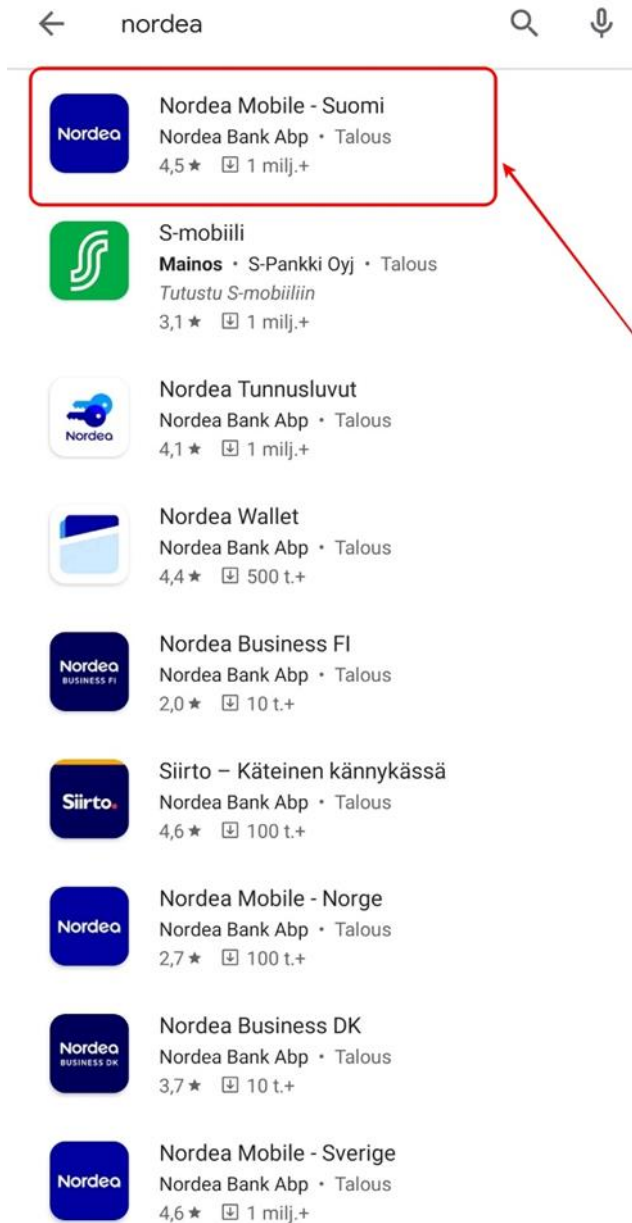 nordea
Nordea
Nordea Mobile - Suomi
Nordea Bank Abp • Talous
4,5★ 1 milj.+
S-mobiili
Mainos • S-Pankki Oyj • Talous
Tutustu S-mobiiliin
3,1★ 1 milj.+
Nordea
Nordea Tunnusluvut
Nordea Bank Abp • Talous
4,1★ 1 milj.+
Nordea Wallet
Nordea Bank Abp • Talous
4,4★ 500 t.+
Nordea
BUSINESS FI
Nordea Business FI
Nordea Bank Abp • Talous
2,0★ 10 t.+
Siirto.
Siirto – Käteinen kännykässä
Nordea Bank Abp • Talous
4,6★ 100 t.+
Nordea
Nordea Mobile - Norge
Nordea Bank Abp • Talous
2,7★ 100 t.+
Nordea
BUSINESS DK
Nordea Business DK
Nordea Bank Abp • Talous
3,7★ 10 t.+
Nordea
Nordea Mobile - Sverige
Nordea Bank Abp • Talous
4,6★ 1 milj.+